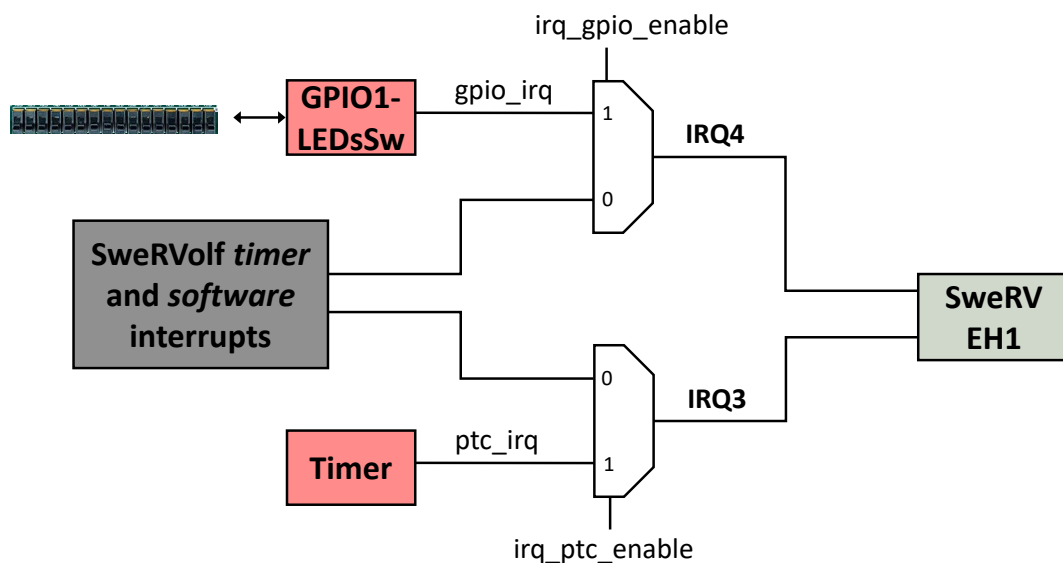 irq_gpio_enable
GPIO1-
LEDsSw
gpio_irq
1
IRQ4
0
SweRVolf timer
and software
interrupts
SweRV
EH1
0
IRQ3
Timer
ptc_irq
1
irq_ptc_enable